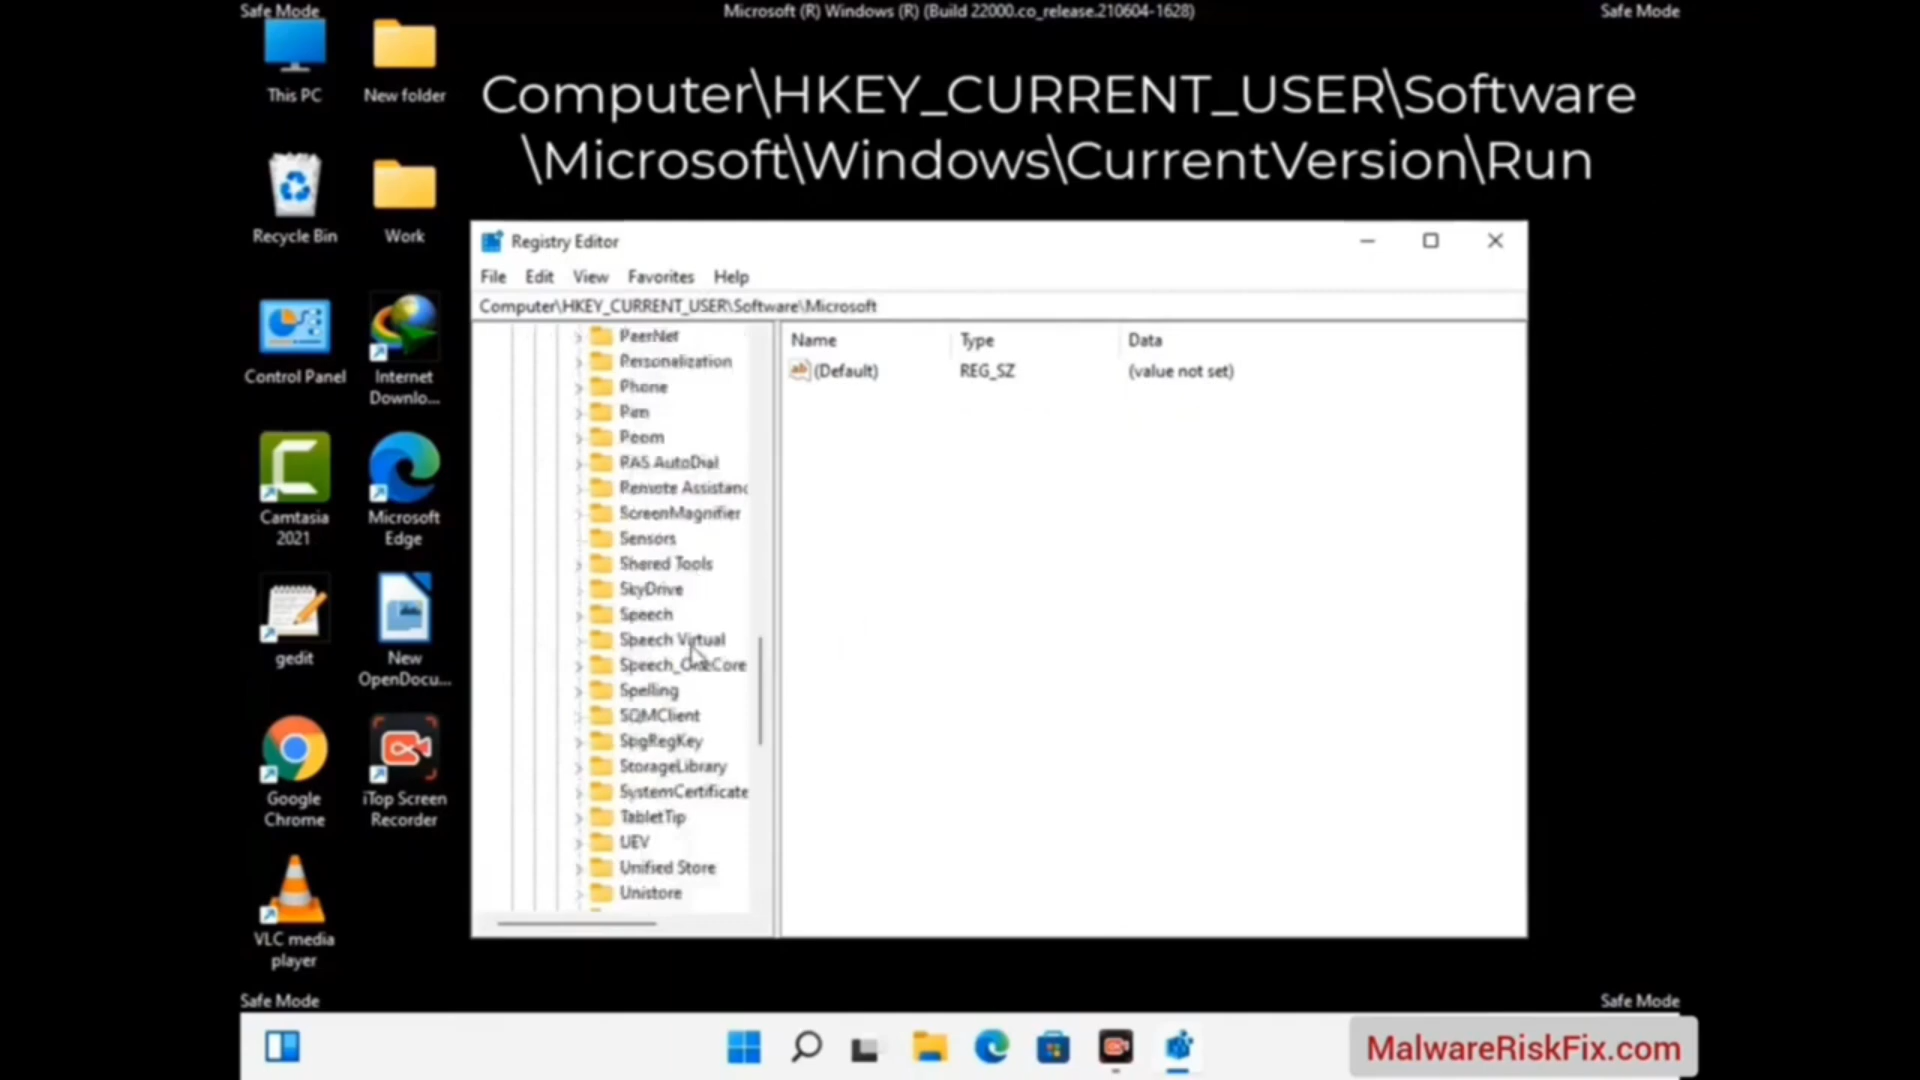 Safe Mode
Microsoft (R) Windows (R) (Build 22000.co_release.210604-1628)
Safe Mode
Computer\HKEY_CURRENT_USER\Software
\Microsoft\Windows\CurrentVersion\Run
This PC
New folder
Recycle Bin
Work
Control Panel
Internet
Downlo...
Camtasia
2021
Microsoft
Edge
gedit
New
OpenDocu...
Google
Chrome
iTop Screen
Recorder
VLC media
player
Registry Editor
File Edit View Favorites Help
Computer\HKEY_CURRENT_USER\Software\Microsoft
PeerNet
Personalization
Phone
Pim
Poom
RAS AutoDial
Remote Assistanc
ScreenMagnifier
Sensors
Shared Tools
SkyDrive
Speech
Speech Virtual
Speech_OneCore
Spelling
SQMClient
StorageLibrary
SystemCertificate
TabletTip
UEV
Unified Store
Unistore
Name Type Data
(Default) REG_SZ (value not set)
Safe Mode
Safe Mode
MalwareRiskFix.com